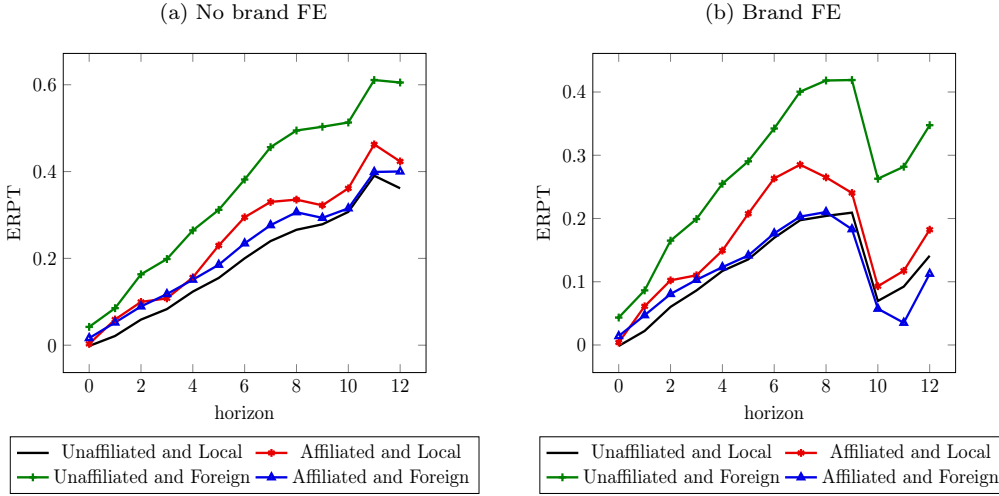 (a) No brand FE
0.6
0.4
0.2
0
ERPT
0 2 4 6 8 10 12
horizon
Unaffiliated and Local Affiliated and Local
Unaffiliated and Foreign Affiliated and Foreign
(b) Brand FE
0.4
0.3
0.2
0.1
0
ERPT
0 2 4 6 8 10 12
horizon
Unaffiliated and Local Affiliated and Local
Unaffiliated and Foreign Affiliated and Foreign